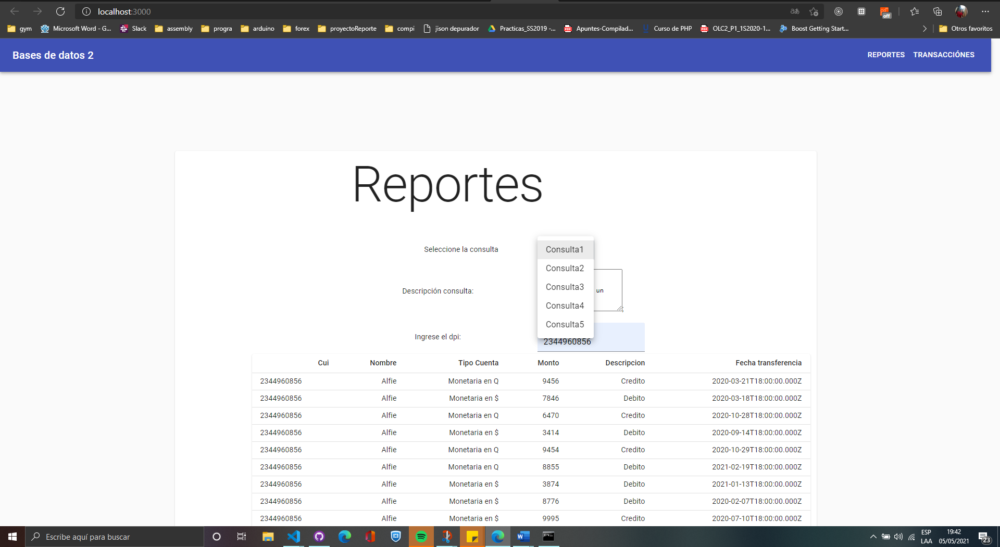 localhost:3000
off
gym
Microsoft Word - G...
Slack
assembly
progra
arduino
forex
proyectoReporte
compi
jison depurador
Practicas_SS2019 -...
Apuntes-Compilad...
Curso de PHP
OLC2_P1_1S2020-1...
Boost Getting Start...
Otros favoritos
Bases de datos 2
REPORTES
TRANSACCIÓNES
Reportes
Seleccione la consulta
Consulta1
Consulta2
Consulta3
Consulta4
Consulta5
Descripción consulta:
un
;
Ingrese el dpi:
2344960856
Cui Nombre Tipo Cuenta Monto Descripcion Fecha transferencia
2344960856 Alfie Monetaria en Q 9456 Credito 2020-03-21T18:00:00.000Z
2344960856 Alfie Monetaria en $ 7846 Debito 2020-03-18T18:00:00.000Z
2344960856 Alfie Monetaria en Q 6470 Credito 2020-10-28T18:00:00.000Z
2344960856 Alfie Monetaria en $ 3414 Debito 2020-09-14T18:00:00.000Z
2344960856 Alfie Monetaria en Q 9454 Credito 2020-10-29T18:00:00.000Z
2344960856 Alfie Monetaria en Q 8855 Debito 2021-02-19T18:00:00.000Z
2344960856 Alfie Monetaria en $ 3874 Debito 2021-01-13T18:00:00.000Z
2344960856 Alfie Monetaria en $ 8776 Debito 2020-02-07T18:00:00.000Z
2344960856 Alfie Monetaria en $ 9995 Credito 2020-07-10T18:00:00.000Z
Escribe aquí para buscar
ESP
LAA
19:42
05/05/2021
23